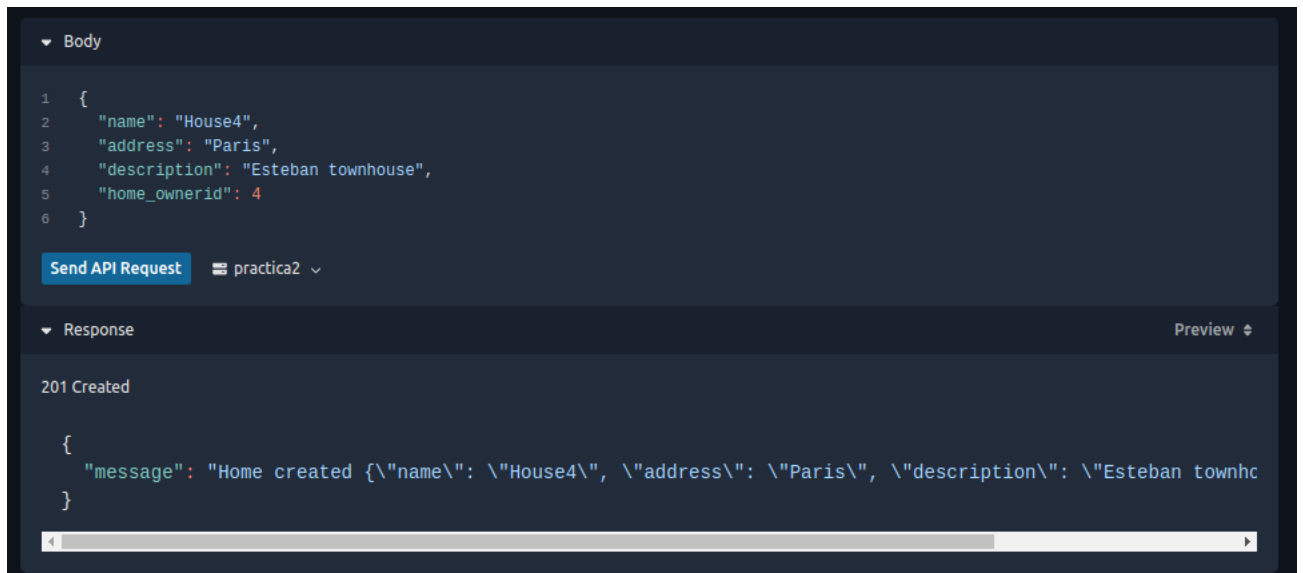 Body
1 {
2 "name": "House4",
3 "address": "Paris",
4 "description": "Esteban townhouse",
5 "home_ownerid": 4
6 }
Send API Request practica2
Response Preview
201 Created
{
"message": "Home created {\"name\": \"House4\", \"address\": \"Paris\", \"description\": \"Esteban townho
}